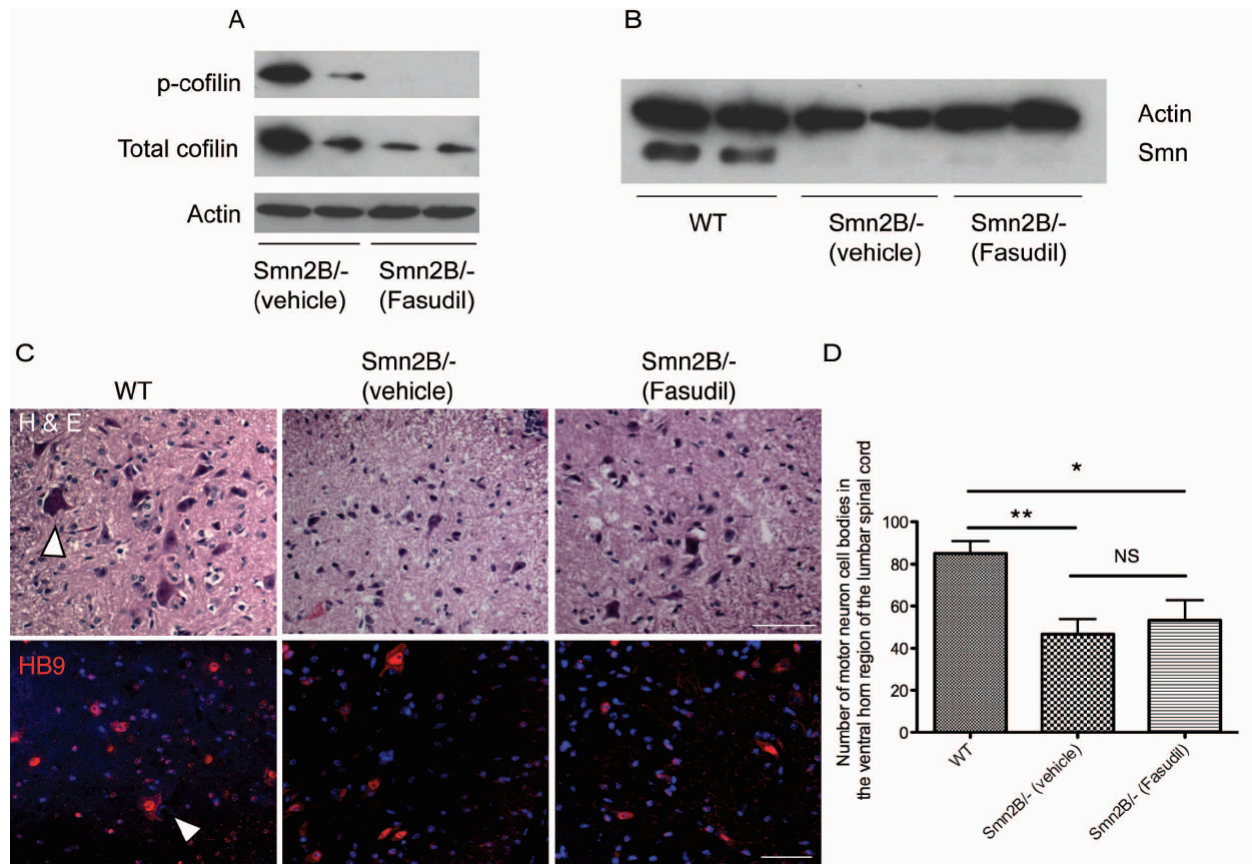 A
p-cofilin
Total cofilin
Actin
Smn2B/-
(vehicle)
Smn2B/-
(Fasudil)
B
Actin
Smn
WT
Smn2B/-
(vehicle)
Smn2B/-
(Fasudil)
C
WT
Smn2B/-
(vehicle)
Smn2B/-
(Fasudil)
H & E
HB9
D
Number of motor neuron cell bodies in
the ventral horn region of the lumbar spinal cord
100
80
60
40
20
0
*
**
NS
WT
Smn2B/- (vehicle)
Smn2B/- (Fasudil)